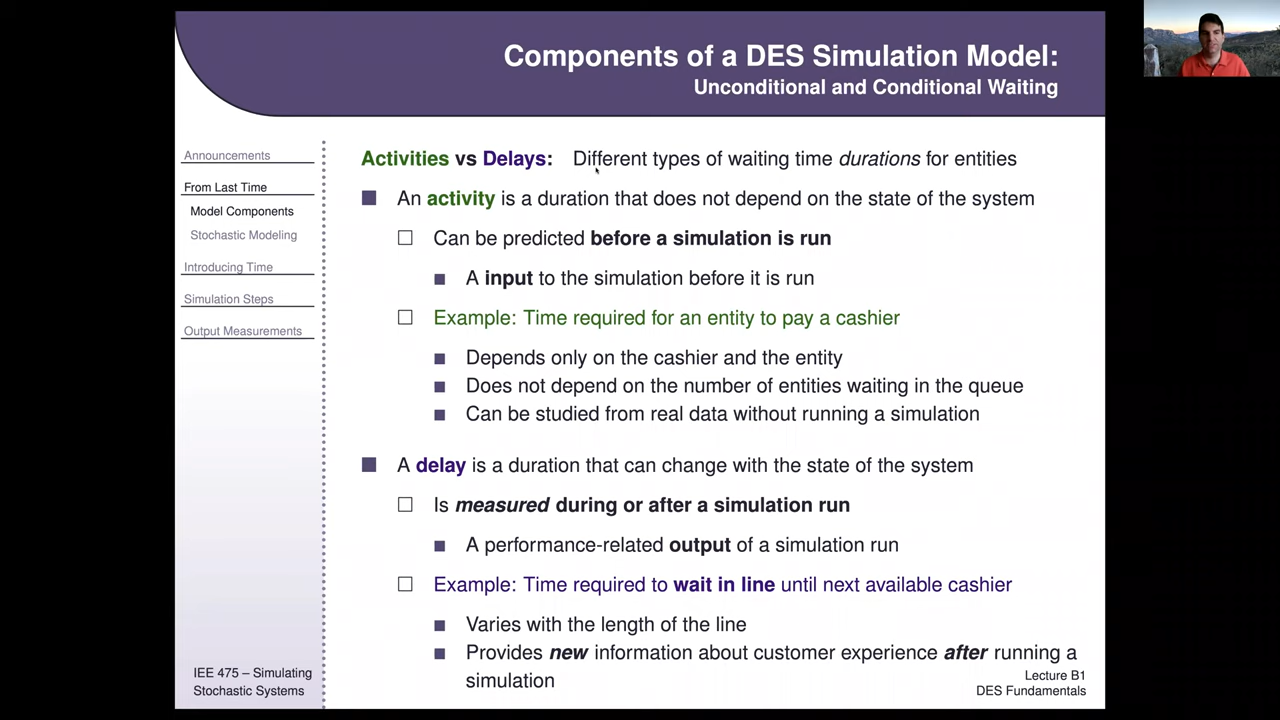 Components of a DES Simulation Model:
Unconditional and Conditional Waiting
Announcements
From Last Time
Model Components
Stochastic Modeling
Introducing Time
Simulation Steps
Output Measurements
Activities vs Delays: Different types of waiting time durations for entities
An activity is a duration that does not depend on the state of the system
Can be predicted before a simulation is run
A input to the simulation before it is run
Example: Time required for an entity to pay a cashier
Depends only on the cashier and the entity
Does not depend on the number of entities waiting in the queue
Can be studied from real data without running a simulation
A delay is a duration that can change with the state of the system
Is measured during or after a simulation run
A performance-related output of a simulation run
Example: Time required to wait in line until next available cashier
Varies with the length of the line
Provides new information about customer experience after running a
simulation
IEE 475 – Simulating
Stochastic Systems
Lecture B1
DES Fundamentals